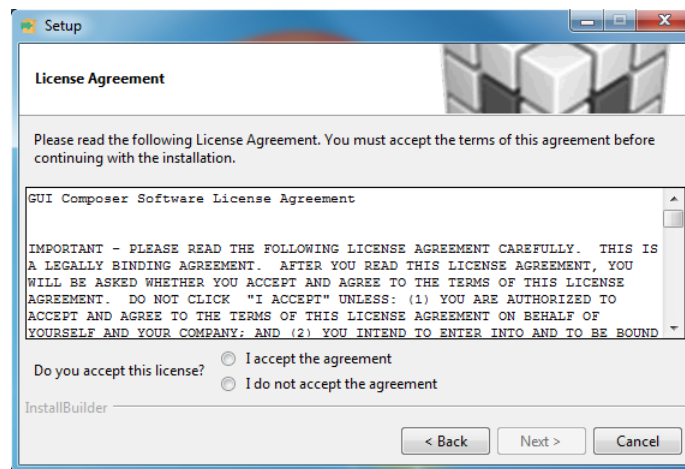 Setup
License Agreement
Please read the following License Agreement. You must accept the terms of this agreement before
continuing with the installation.
GUI Composer Software License Agreement
IMPORTANT - PLEASE READ THE FOLLOWING LICENSE AGREEMENT CAREFULLY.  THIS IS
A LEGALLY BINDING AGREEMENT.  AFTER YOU READ THIS LICENSE AGREEMENT, YOU
WILL BE ASKED WHETHER YOU ACCEPT AND AGREE TO THE TERMS OF THIS LICENSE
AGREEMENT.  DO NOT CLICK "I ACCEPT" UNLESS: (1) YOU ARE AUTHORIZED TO
ACCEPT AND AGREE TO THE TERMS OF THIS LICENSE AGREEMENT ON BEHALF OF
YOURSELF AND YOUR COMPANY; AND (2) YOU INTEND TO ENTER INTO AND TO BE BOUND
Do you accept this license?
I accept the agreement
I do not accept the agreement
InstallBuilder
< Back
Next >
Cancel